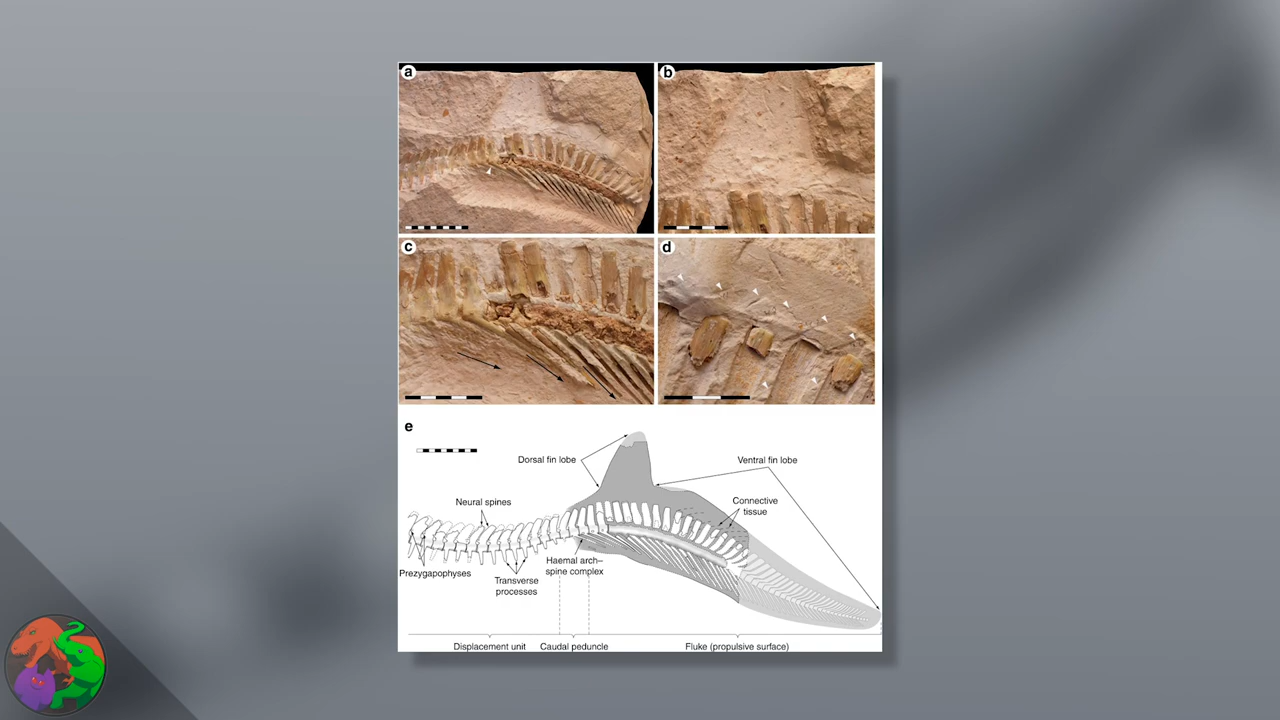 a
b
c
d
e
Dorsal fin lobe
Ventral fin lobe
Neural spines
Connective
tissue
Haemal arch–
spine complex
Prezygapophyses
Transverse
processes
Displacement unit
Caudal peduncle
Fluke (propulsive surface)